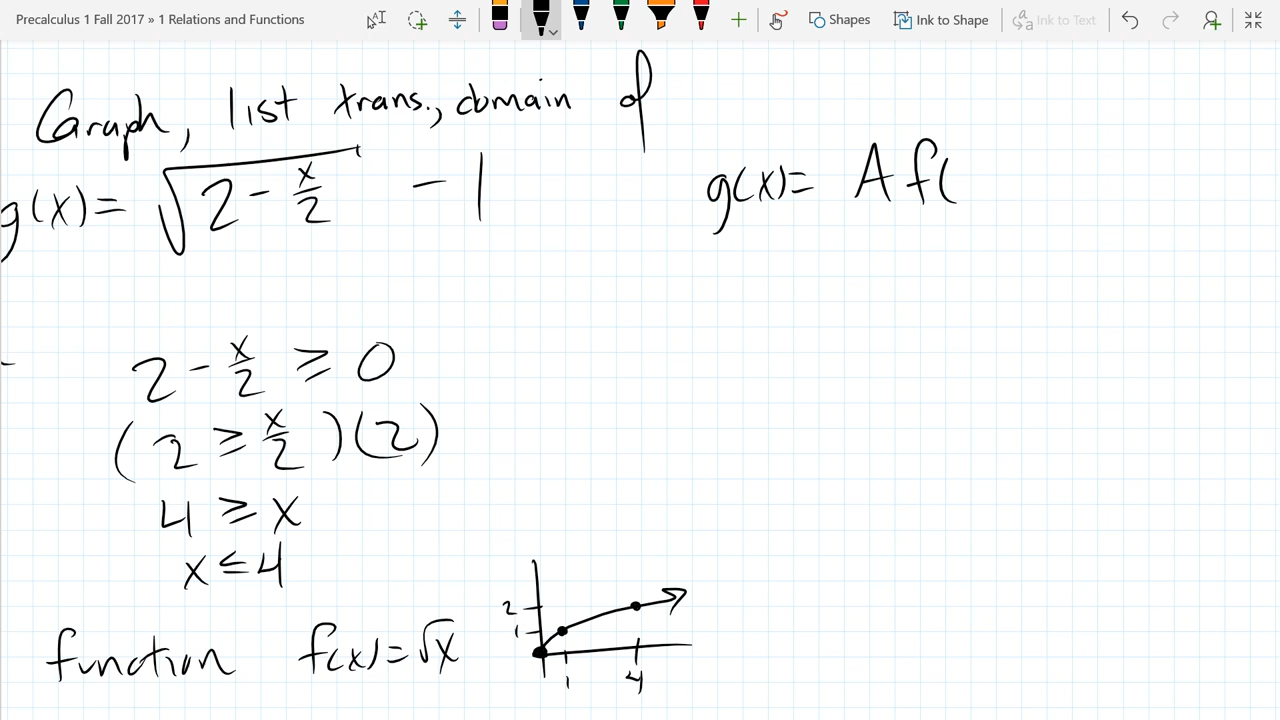 Precalculus 1 Fall 2017 » 1 Relations and Functions
Shapes
Ink to Shape
Ink to Text
Graph, list trans., domain of
g(x) = √(2 - x/2) - 1
g(x) = A f(
2 - x/2 ≥ 0
(2 ≥ x/2)(2)
4 ≥ x
x ≤ 4
function f(x) = √x
2
1
1
4